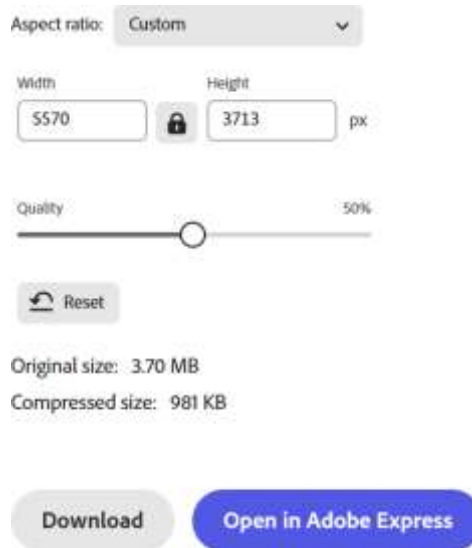 Aspect ratio: Custom
Width Height
5570 3713 px
Quality 50%
Reset
Original size: 3.70 MB
Compressed size: 981 KB
Download Open in Adobe Express